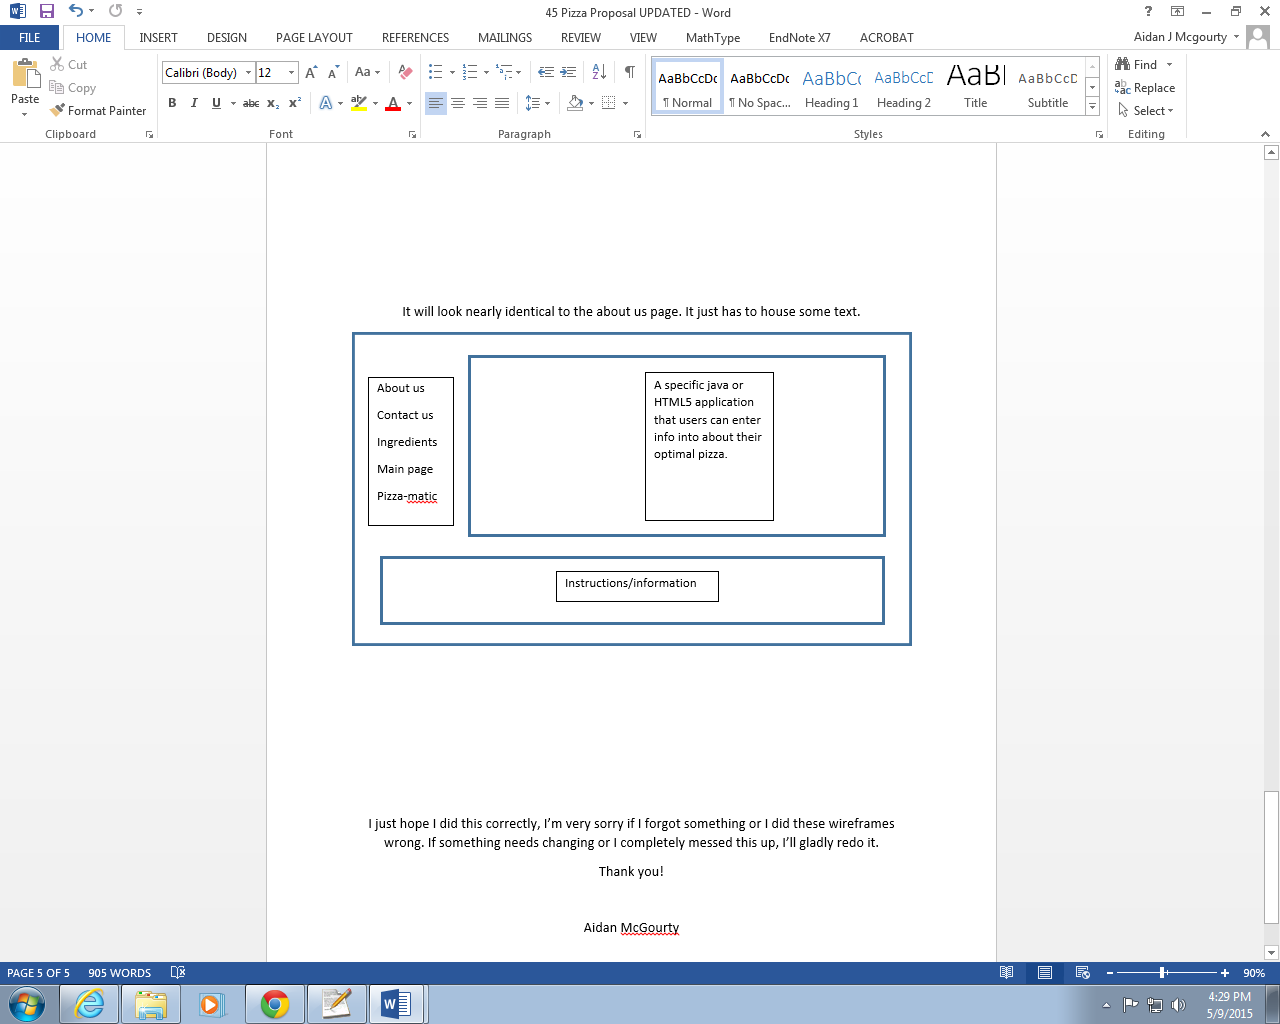 45 Pizza Proposal UPDATED - Word
FILE HOME INSERT DESIGN PAGE LAYOUT REFERENCES MAILINGS REVIEW VIEW MathType EndNote X7 ACROBAT Aidan J Mcgourty
Paste
Cut
Copy
Format Painter
Clipboard
Calibri (Body) 12
Font
Paragraph
AaBbCcDc AaBbCcDc AaBbCc AaBbCcD AaBl AaBbCcD
¶ Normal ¶ No Spac... Heading 1 Heading 2 Title Subtitle
Styles
Find
Replace
Select
Editing
It will look nearly identical to the about us page. It just has to house some text.
About us
Contact us
Ingredients
Main page
Pizza-matic
A specific java or
HTML5 application
that users can enter
info into about their
optimal pizza.
Instructions/information
I just hope I did this correctly, I’m very sorry if I forgot something or I did these wireframes
wrong. If something needs changing or I completely messed this up, I’ll gladly redo it.
Thank you!
Aidan McGourty
PAGE 5 OF 5 905 WORDS 90%
4:29 PM
5/9/2015